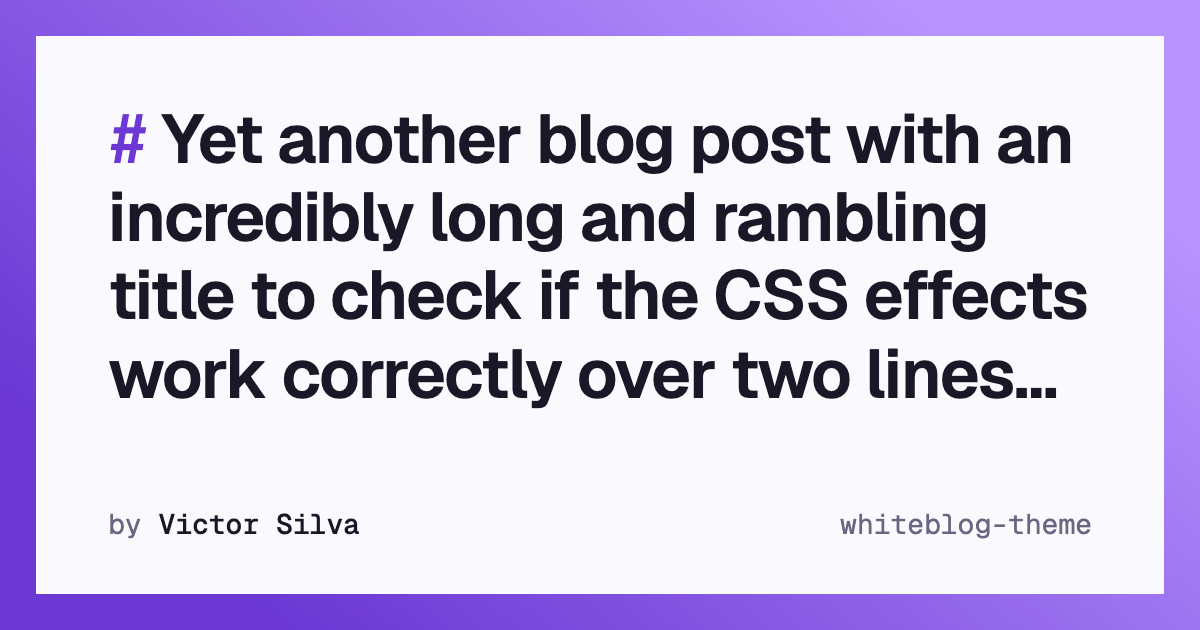 # Yet another blog post with an
incredibly long and rambling
title to check if the CSS effects
work correctly over two lines...
by Victor Silva
whiteblog-theme